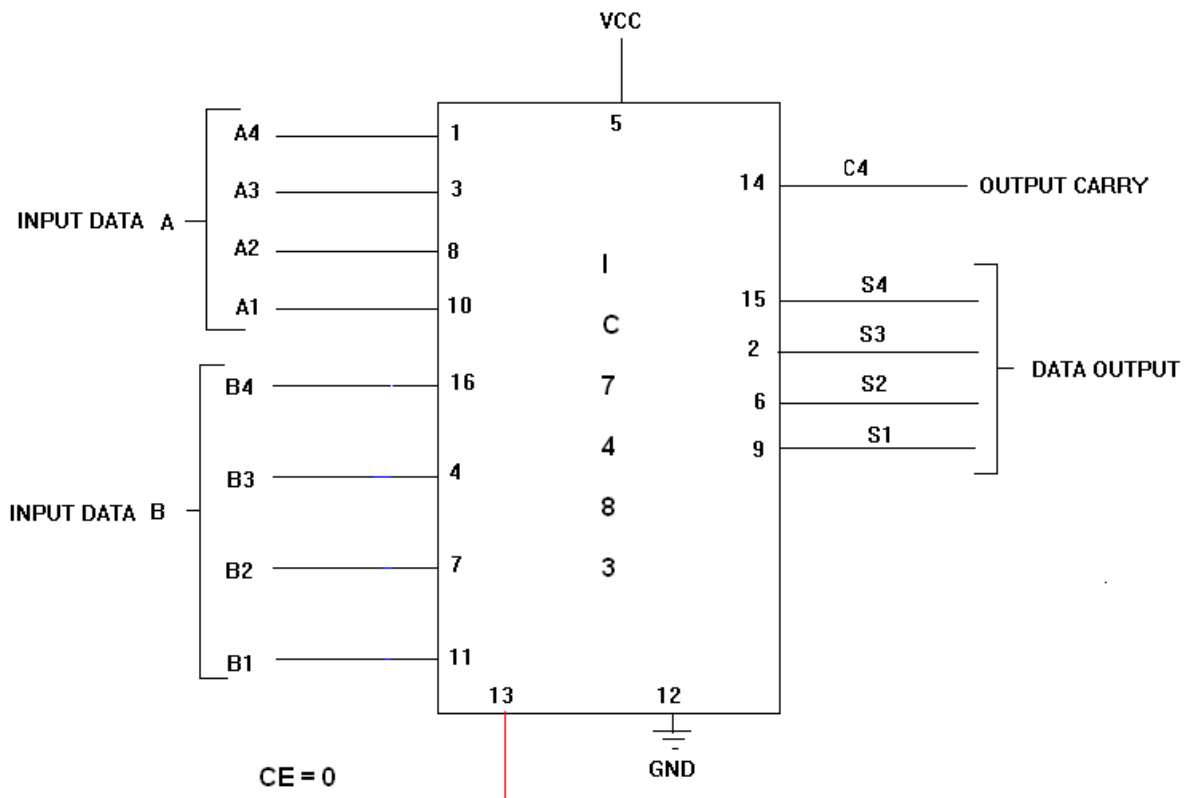 VCC
5
A4 1
A3 3
INPUT DATA A
A2 8
A1 10
14 C4 OUTPUT CARRY
I
C
7
4
8
3
15 S4
2 S3
DATA OUTPUT
6 S2
9 S1
B4 16
B3 4
INPUT DATA B
B2 7
B1 11
13 12
GND
CE = 0